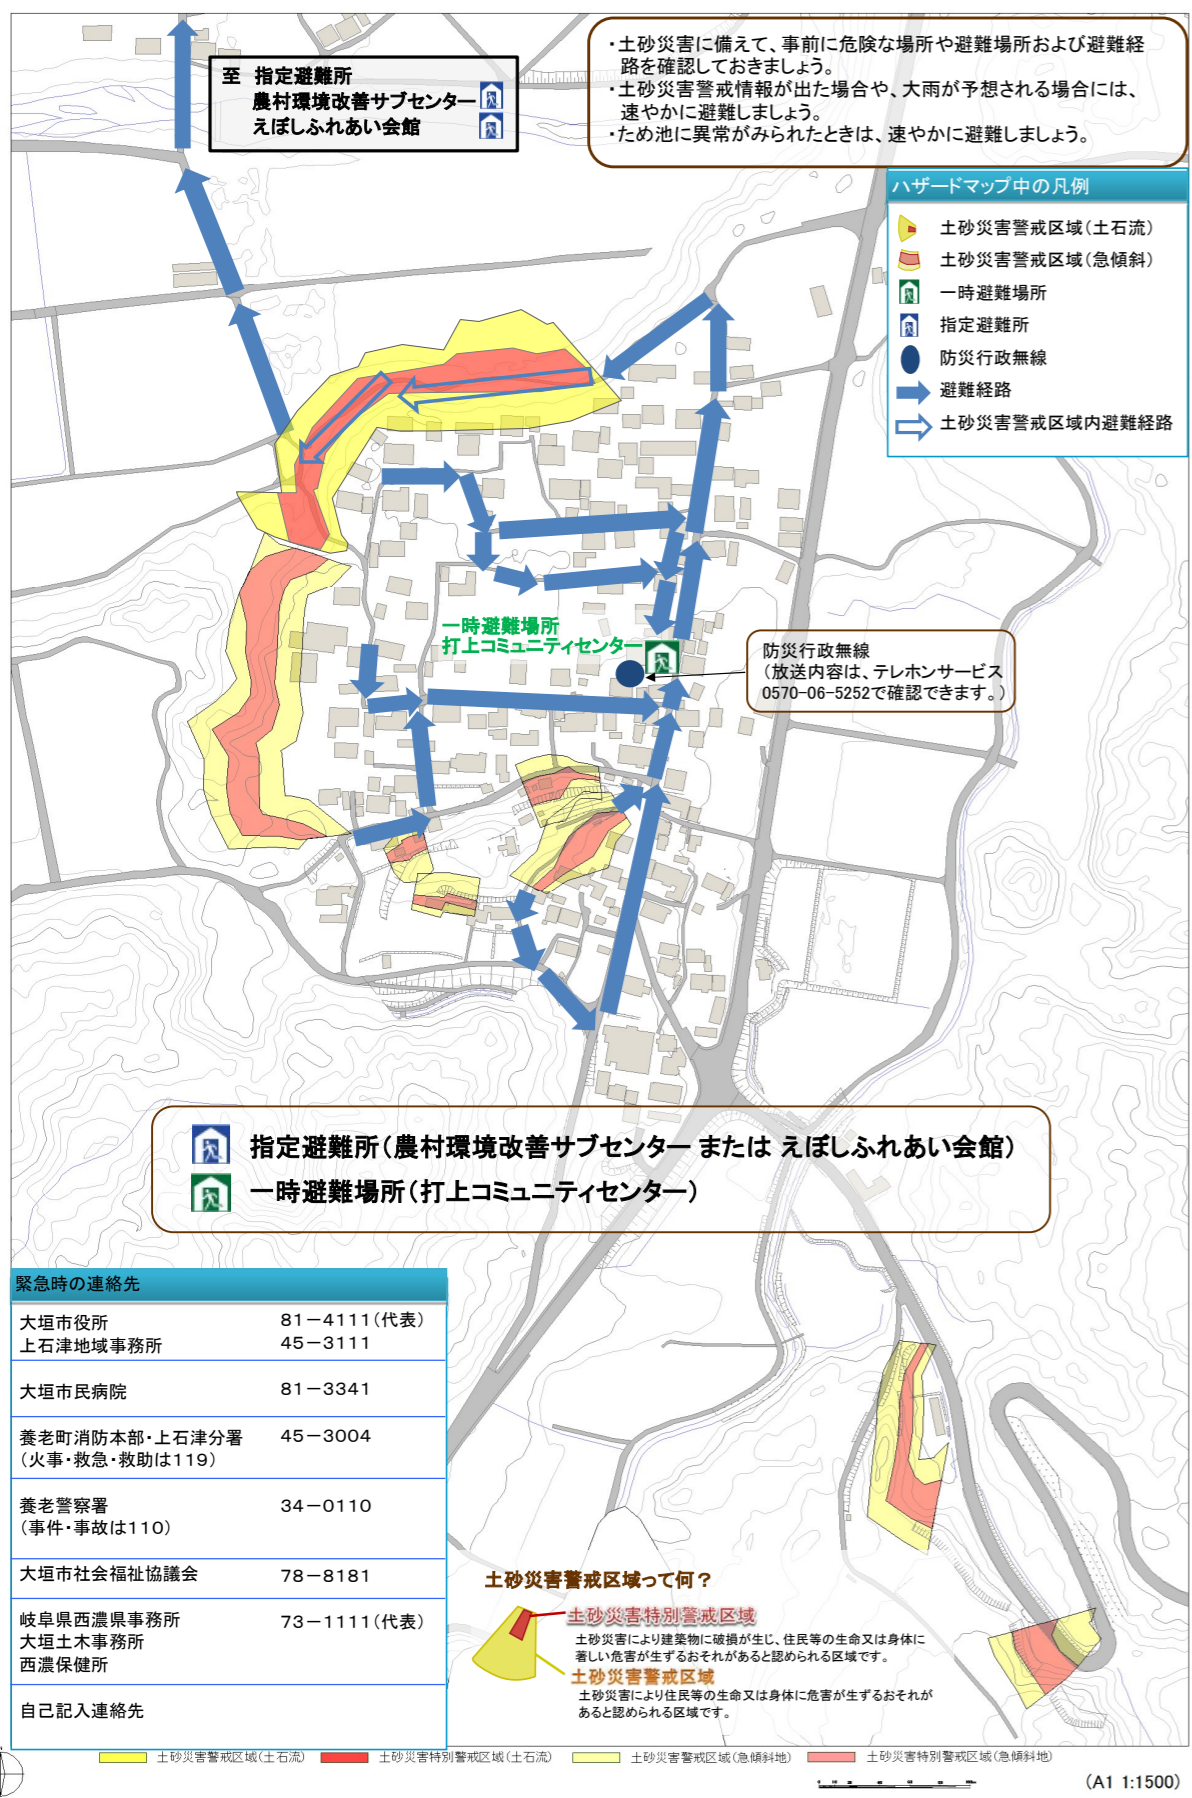 ・土砂災害に備えて、事前に危険な場所や避難場所および避難経
路を確認しておきましょう。
・土砂災害警戒情報が出た場合や、大雨が予想される場合には、
速やかに避難しましょう。
・ため池に異常がみられたときは、速やかに避難しましょう。
至 指定避難所
農村環境改善サブセンター
えぼしふれあい会館
ハザードマップ中の凡例
土砂災害警戒区域(土石流)
土砂災害警戒区域(急傾斜)
一時避難場所
指定避難所
防災行政無線
避難経路
土砂災害警戒区域内避難経路
一時避難場所
打上コミュニティセンター
防災行政無線
(放送内容は、テレホンサービス
0570-06-5252で確認できます。)
指定避難所(農村環境改善サブセンター または えぼしふれあい会館)
一時避難場所(打上コミュニティセンター)
緊急時の連絡先
大垣市役所 81-4111(代表)
上石津地域事務所 45-3111
大垣市民病院 81-3341
養老町消防本部・上石津分署 45-3004
(火事・救急・救助は119)
養老警察署 34-0110
(事件・事故は110)
大垣市社会福祉協議会 78-8181
岐阜県西濃県事務所 73-1111(代表)
大垣土木事務所
西濃保健所
自己記入連絡先
土砂災害警戒区域って何?
土砂災害特別警戒区域
土砂災害により建築物に破損が生じ、住民等の生命又は身体に
著しい危害が生ずるおそれがあると認められる区域です。
土砂災害警戒区域
土砂災害により住民等の生命又は身体に危害が生ずるおそれが
あると認められる区域です。
土砂災害警戒区域(土石流) 土砂災害特別警戒区域(土石流) 土砂災害警戒区域(急傾斜地) 土砂災害特別警戒区域(急傾斜地)
(A1 1:1500)